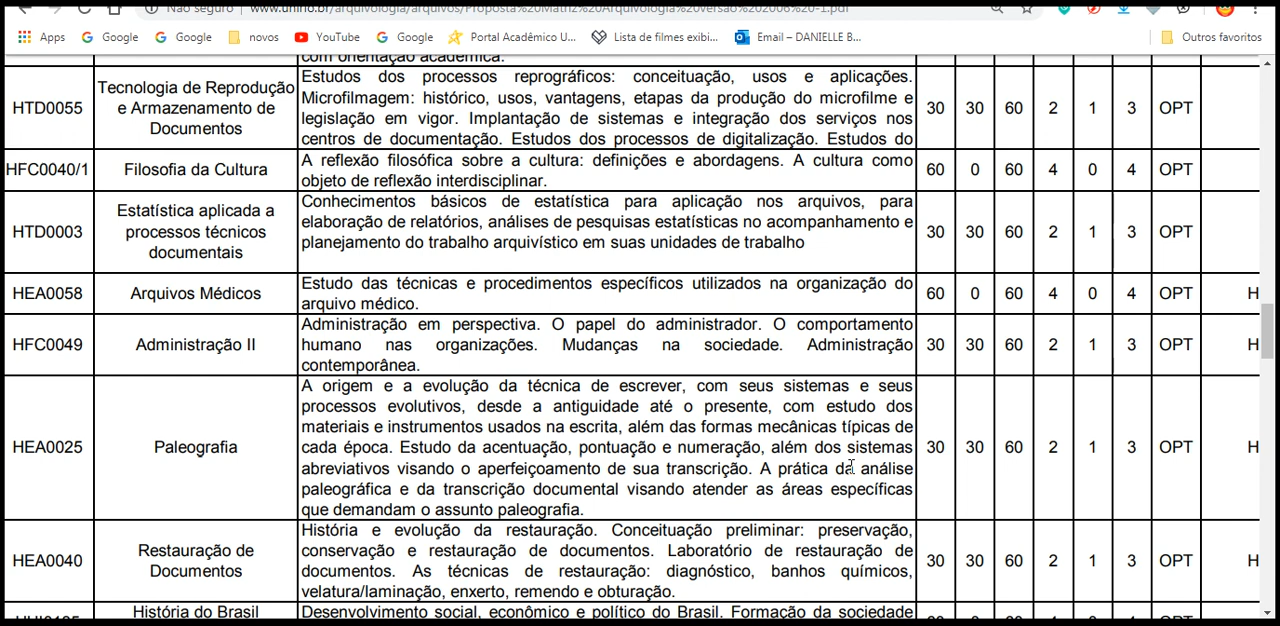 Não seguro | www.unirio.br/arquivologia/arquivos/Proposta%20Matriz%20Arquivologia%20versão%202006%20-1.pdf
Apps Google Google novos YouTube Google Portal Acadêmico U... Lista de filmes exibi... Email – DANIELLE B... Outros favoritos
com orientação acadêmica.
HTD0055
Tecnologia de Reprodução
e Armazenamento de
Documentos
Estudos dos processos reprográficos: conceituação, usos e aplicações.
Microfilmagem: histórico, usos, vantagens, etapas da produção do microfilme e
legislação em vigor. Implantação de sistemas e integração dos serviços nos
centros de documentação. Estudos dos processos de digitalização. Estudos do
30 30 60 2 1 3 OPT
HFC0040/1
Filosofia da Cultura
A reflexão filosófica sobre a cultura: definições e abordagens. A cultura como
objeto de reflexão interdisciplinar.
60 0 60 4 0 4 OPT
HTD0003
Estatística aplicada a
processos técnicos
documentais
Conhecimentos básicos de estatística para aplicação nos arquivos, para
elaboração de relatórios, análises de pesquisas estatísticas no acompanhamento e
planejamento do trabalho arquivístico em suas unidades de trabalho
30 30 60 2 1 3 OPT
HEA0058
Arquivos Médicos
Estudo das técnicas e procedimentos específicos utilizados na organização do
arquivo médico.
60 0 60 4 0 4 OPT H
HFC0049
Administração II
Administração em perspectiva. O papel do administrador. O comportamento
humano nas organizações. Mudanças na sociedade. Administração
contemporânea.
30 30 60 2 1 3 OPT H
HEA0025
Paleografia
A origem e a evolução da técnica de escrever, com seus sistemas e seus
processos evolutivos, desde a antiguidade até o presente, com estudo dos
materiais e instrumentos usados na escrita, além das formas mecânicas típicas de
cada época. Estudo da acentuação, pontuação e numeração, além dos sistemas
abreviativos visando o aperfeiçoamento de sua transcrição. A prática da análise
paleográfica e da transcrição documental visando atender as áreas específicas
que demandam o assunto paleografia.
30 30 60 2 1 3 OPT H
HEA0040
Restauração de
Documentos
História e evolução da restauração. Conceituação preliminar: preservação,
conservação e restauração de documentos. Laboratório de restauração de
documentos. As técnicas de restauração: diagnóstico, banhos químicos,
velatura/laminação, enxerto, remendo e obturação.
30 30 60 2 1 3 OPT H
História do Brasil
Desenvolvimento social, econômico e político do Brasil. Formação da sociedade